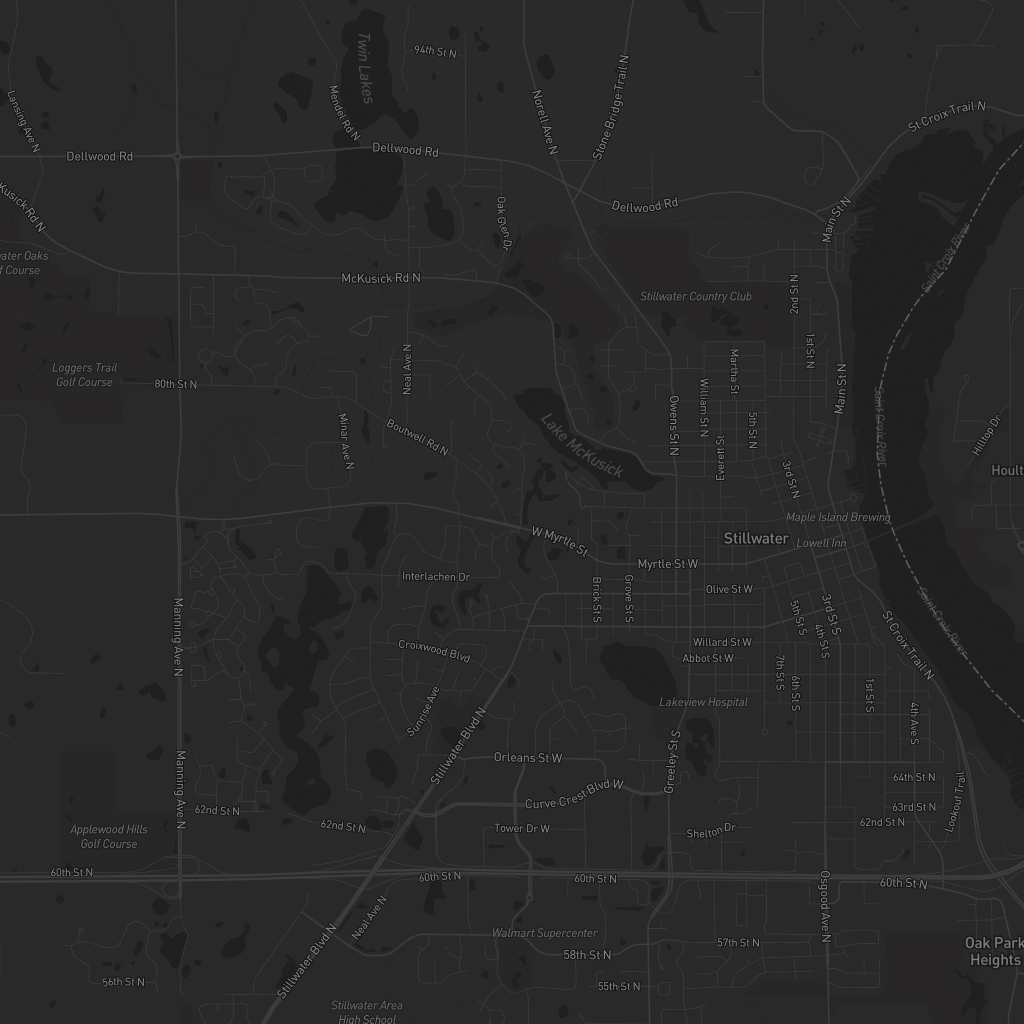 94th St N
Twin Lakes
Lansing Ave N
Mendel Rd N
Norell Ave N
Stone Bridge Trail N
St Croix Trail N
Dellwood Rd
Dellwood Rd
Dellwood Rd
Kusick Rd N
Oak Glen Dr
Main St N
Saint Croix River
water Oaks
f Course
McKusick Rd N
Stillwater Country Club
2nd St N
1st St N
Loggers Trail
Golf Course
80th St N
Neal Ave N
Martha St
William St N
Main St N
Minar Ave N
Boutwell Rd N
Lake McKusick
Owens St N
5th St N
Everett St
3rd St N
Saint Croix River
Hilltop Dr
Hoult
Maple Island Brewing
Stillwater
Lowell Inn
W Myrtle St
Myrtle St W
Interlachen Dr
Brick St S
Grove St S
Olive St W
Manning Ave N
5th St S
4th St S
3rd St S
St Croix Trail N
Saint Croix River
Croixwood Blvd
Willard St W
Abbot St W
7th St S
6th St S
1st St S
Lakeview Hospital
Sunrise Ave
4th Ave S
Stillwater Blvd N
Manning Ave N
Orleans St W
Greeley St S
64th St N
Lookout Trail
Curve Crest Blvd W
62nd St N
62nd St N
63rd St N
62nd St N
Tower Dr W
Shelton Dr
Applewood Hills
Golf Course
60th St N
60th St N
60th St N
60th St N
Neal Ave N
Osgood Ave N
Walmart Supercenter
57th St N
Oak Park
Heights
Stillwater Blvd N
58th St N
56th St N
55th St N
Stillwater Area
High School